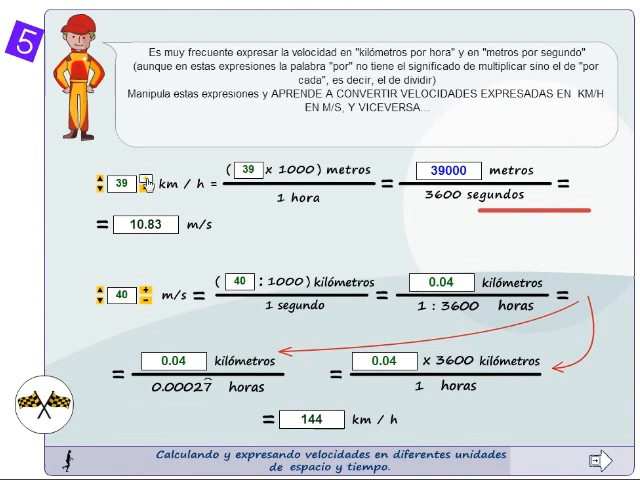 5
Es muy frecuente expresar la velocidad en "kilómetros por hora" y en "metros por segundo"
(aunque en estas expresiones la palabra "por" no tiene el significado de multiplicar sino el de "por
cada", es decir, el de dividir)
Manipula estas expresiones y APRENDE A CONVERTIR VELOCIDADES EXPRESADAS EN KM/H
EN M/S, Y VICEVERSA...
39 km / h = ( 39 x 1000 ) metros = 39000 metros =
1 hora 3600 segundos
= 10.83 m/s
40 + − m/s = ( 40 : 1000 ) kilómetros = 0.04 kilómetros =
1 segundo 1 : 3600 horas
= 0.04 kilómetros = 0.04 x 3600 kilómetros
0.00027 horas 1 horas
= 144 km / h
Calculando y expresando velocidades en diferentes unidades
de espacio y tiempo.